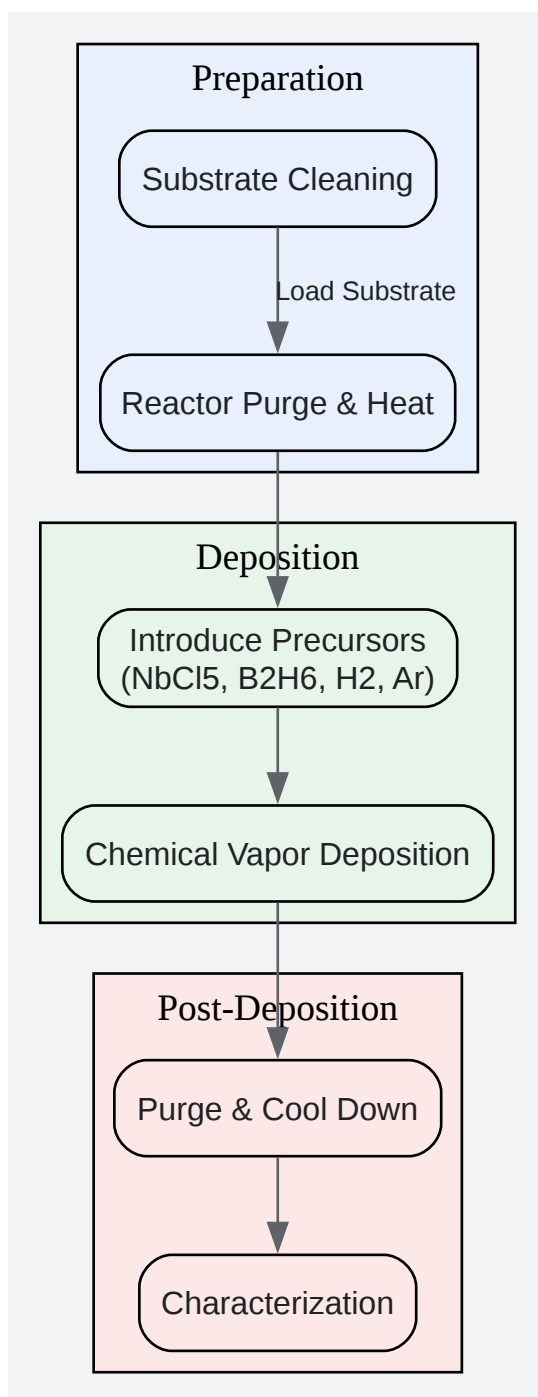 Preparation
Substrate Cleaning
Load Substrate
Reactor Purge & Heat
Deposition
Introduce Precursors
(NbCl5, B2H6, H2, Ar)
Chemical Vapor Deposition
Post-Deposition
Purge & Cool Down
Characterization